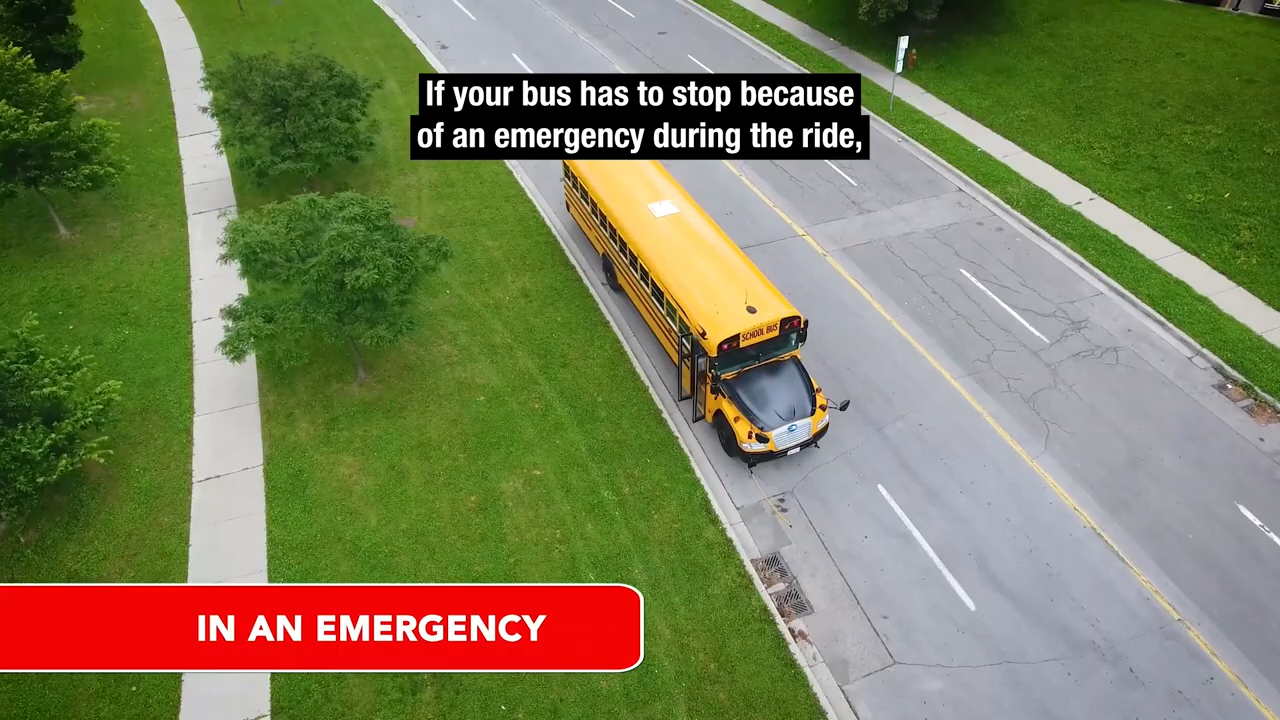 If your bus has to stop because
of an emergency during the ride,
SCHOOL BUS
IN AN EMERGENCY